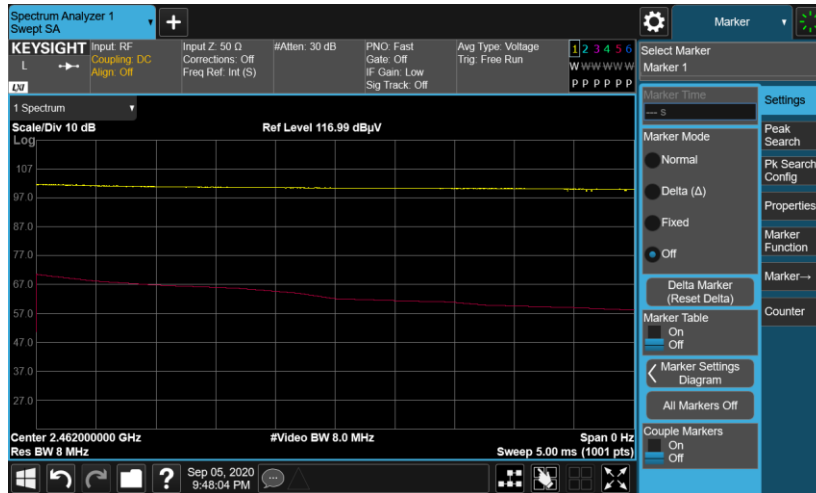 Spectrum Analyzer 1
Swept SA
+
Marker
KEYSIGHT
L
LXI
Input: RF
Coupling: DC
Align: Off
Input Z: 50 Ω
Corrections: Off
Freq Ref: Int (S)
#Atten: 30 dB
PNO: Fast
Gate: Off
IF Gain: Low
Sig Track: Off
Avg Type: Voltage
Trig: Free Run
1 2 3 4 5 6
W W W W W W
P P P P P P
Select Marker
Marker 1
1 Spectrum
Scale/Div 10 dB
Ref Level 116.99 dBµV
Log
107
97.0
87.0
77.0
67.0
57.0
47.0
37.0
27.0
Center 2.462000000 GHz
#Video BW 8.0 MHz
Span 0 Hz
Res BW 8 MHz
Sweep 5.00 ms (1001 pts)
Marker Time
--- s
Marker Mode
Normal
Delta (Δ)
Fixed
Off
Delta Marker
(Reset Delta)
Marker Table
On
Off
Marker Settings
Diagram
All Markers Off
Couple Markers
On
Off
Settings
Peak
Search
Pk Search
Config
Properties
Marker
Function
Marker→
Counter
?
Sep 05, 2020
9:48:04 PM